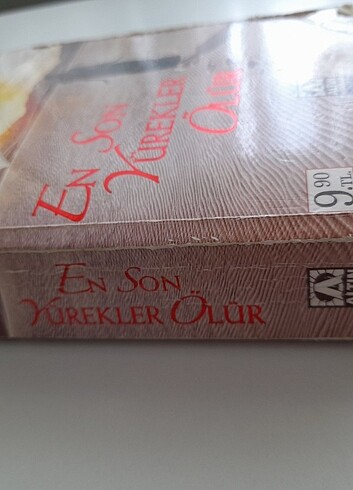 EN SON
YÜREKLER
ÖLÜR
9.90
TL.
EN SON
YÜREKLER ÖLÜR